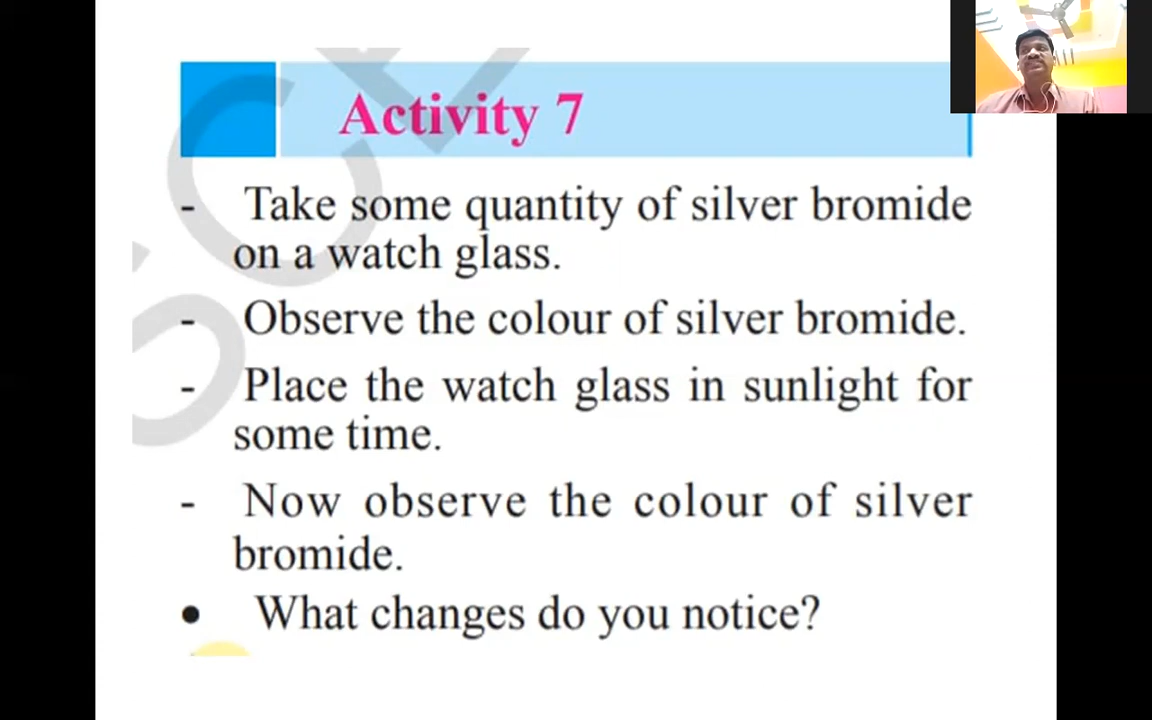 Activity 7
- Take some quantity of silver bromide
on a watch glass.
- Observe the colour of silver bromide.
- Place the watch glass in sunlight for
some time.
- Now observe the colour of silver
bromide.
• What changes do you notice?